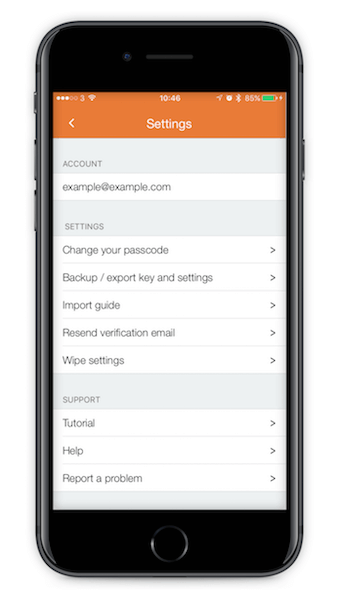 3 10:46 85%
Settings
ACCOUNT
example@example.com
SETTINGS
Change your passcode >
Backup / export key and settings >
Import guide >
Resend verification email >
Wipe settings >
SUPPORT
Tutorial >
Help >
Report a problem >